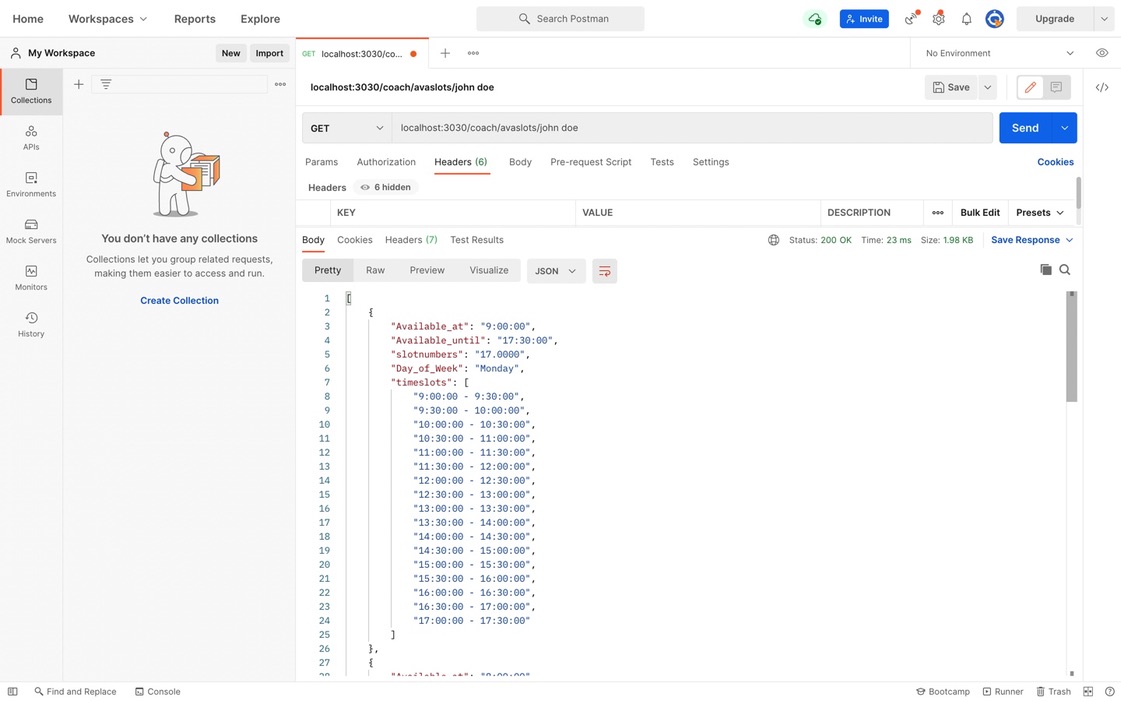 Home Workspaces Reports Explore Search Postman Invite Upgrade
My Workspace New Import GET localhost:3030/co... No Environment
Collections
APIs
Environments
Mock Servers
Monitors
History
You don't have any collections
Collections let you group related requests,
making them easier to access and run.
Create Collection
localhost:3030/coach/avaslots/john doe Save
GET localhost:3030/coach/avaslots/john doe Send
Params Authorization Headers (6) Body Pre-request Script Tests Settings Cookies
Headers 6 hidden
KEY VALUE DESCRIPTION Bulk Edit Presets
Body Cookies Headers (7) Test Results Status: 200 OK Time: 23 ms Size: 1.98 KB Save Response
Pretty Raw Preview Visualize JSON
1 [
2 {
3 "Available_at": "9:00:00",
4 "Available_until": "17:30:00",
5 "slotnumbers": "17.0000",
6 "Day_of_Week": "Monday",
7 "timeslots": [
8 "9:00:00 - 9:30:00",
9 "9:30:00 - 10:00:00",
10 "10:00:00 - 10:30:00",
11 "10:30:00 - 11:00:00",
12 "11:00:00 - 11:30:00",
13 "11:30:00 - 12:00:00",
14 "12:00:00 - 12:30:00",
15 "12:30:00 - 13:00:00",
16 "13:00:00 - 13:30:00",
17 "13:30:00 - 14:00:00",
18 "14:00:00 - 14:30:00",
19 "14:30:00 - 15:00:00",
20 "15:00:00 - 15:30:00",
21 "15:30:00 - 16:00:00",
22 "16:00:00 - 16:30:00",
23 "16:30:00 - 17:00:00",
24 "17:00:00 - 17:30:00"
25 ]
26 },
27 {
Find and Replace Console Bootcamp Runner Trash